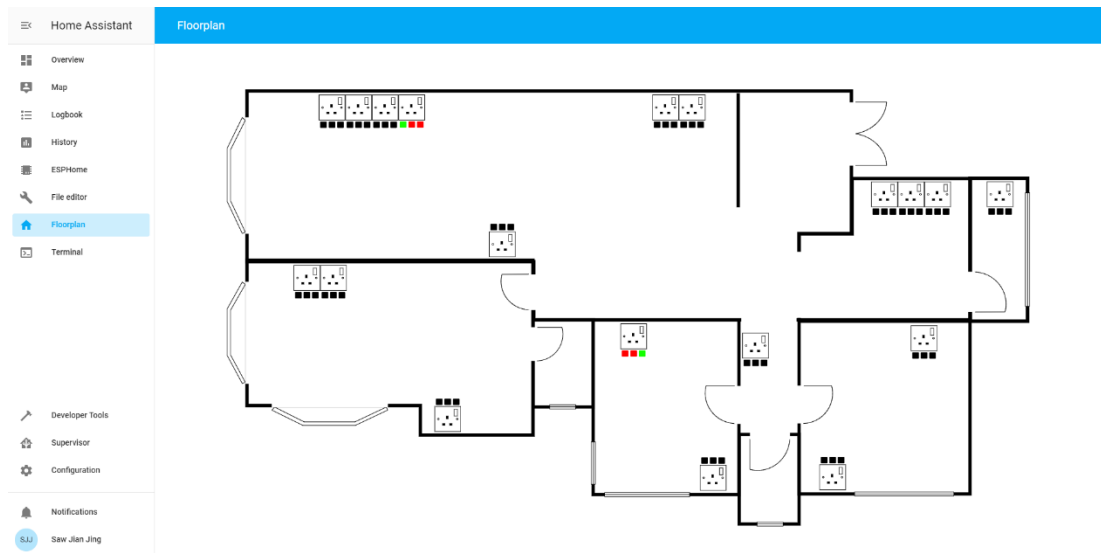 Home Assistant
Floorplan
Overview
Map
Logbook
History
ESPHome
File editor
Floorplan
Terminal
Developer Tools
Supervisor
Configuration
Notifications
SJJ
Saw Jian Jing